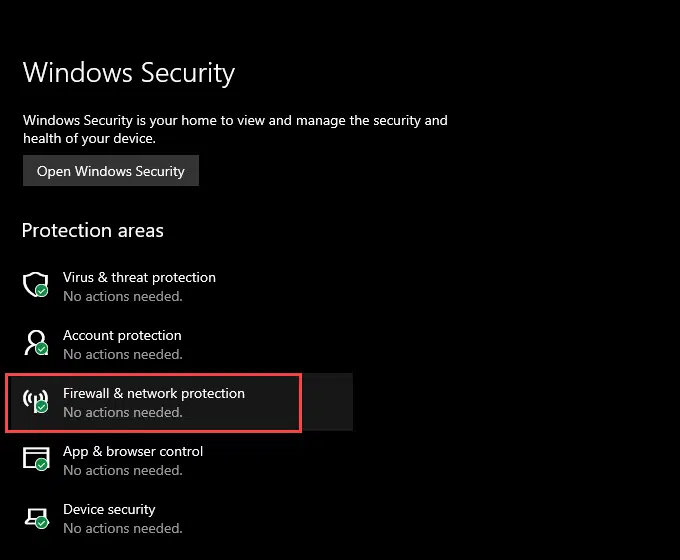 Windows Security
Windows Security is your home to view and manage the security and
health of your device.
Open Windows Security
Protection areas
Virus & threat protection
No actions needed.
Account protection
No actions needed.
Firewall & network protection
No actions needed.
App & browser control
No actions needed.
Device security
No actions needed.